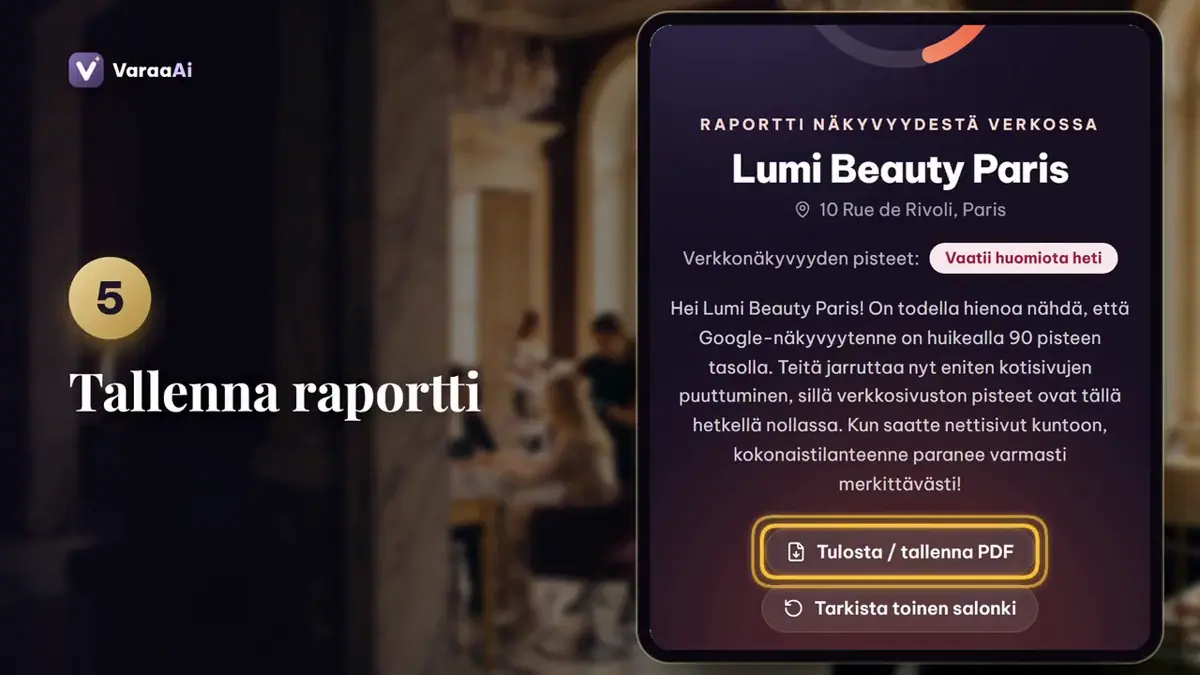 VaraaAi
5
Tallenna raportti
RAPORTTI NÄKYVYYDESTÄ VERKOSSA
Lumi Beauty Paris
10 Rue de Rivoli, Paris
Verkkonäkyvyyden pisteet: Vaatii huomiota heti
Hei Lumi Beauty Paris! On todella hienoa nähdä, että
Google-näkyvyytenne on huikealla 90 pisteen
tasolla. Teitä jarruttaa nyt eniten kotisivujen
puuttuminen, sillä verkkosivuston pisteet ovat tällä
hetkellä nollassa. Kun saatte nettisivut kuntoon,
kokonaistilanteenne paranee varmasti
merkittävästi!
Tulosta / tallenna PDF
Tarkista toinen salonki